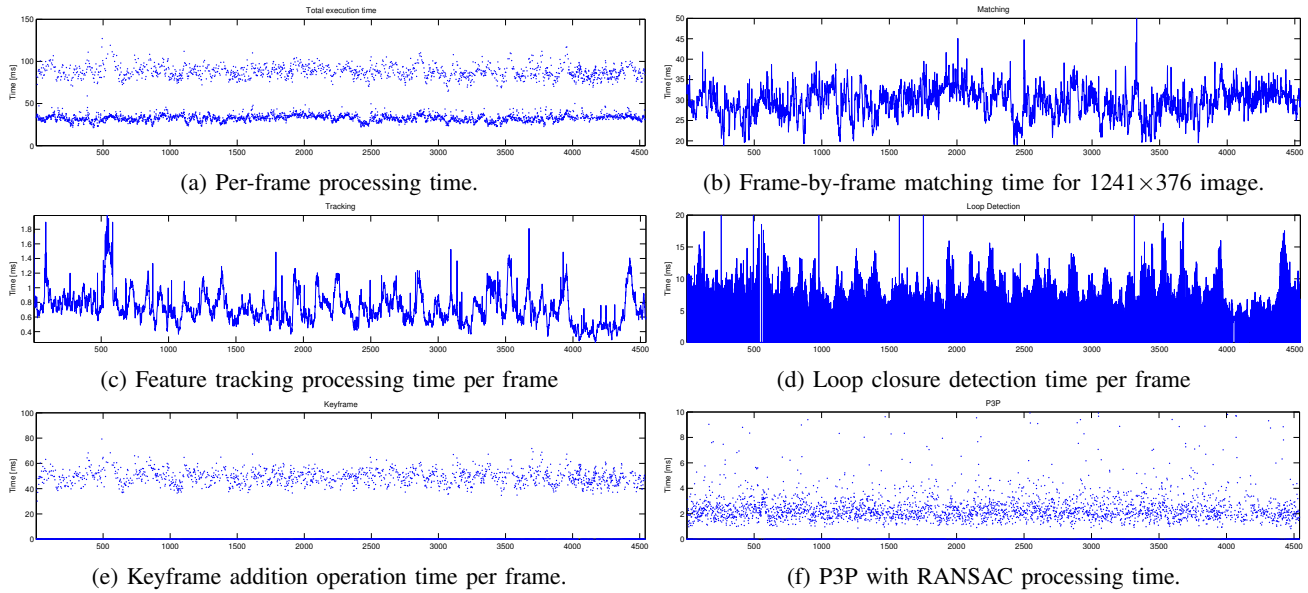 Total execution time
Time [ms]
150
100
50
0
500 1000 1500 2000 2500 3000 3500 4000 4500
(a) Per-frame processing time.
Matching
Time [ms]
50
45
40
35
30
25
20
500 1000 1500 2000 2500 3000 3500 4000 4500
(b) Frame-by-frame matching time for 1241×376 image.
Tracking
Time [ms]
1.8
1.6
1.4
1.2
1
0.8
0.6
0.4
500 1000 1500 2000 2500 3000 3500 4000 4500
(c) Feature tracking processing time per frame
Loop Detection
Time [ms]
20
15
10
5
0
500 1000 1500 2000 2500 3000 3500 4000 4500
(d) Loop closure detection time per frame
Keyframe
Time [ms]
100
80
60
40
20
0
500 1000 1500 2000 2500 3000 3500 4000 4500
(e) Keyframe addition operation time per frame.
P3P
Time [ms]
10
8
6
4
2
0
500 1000 1500 2000 2500 3000 3500 4000 4500
(f) P3P with RANSAC processing time.